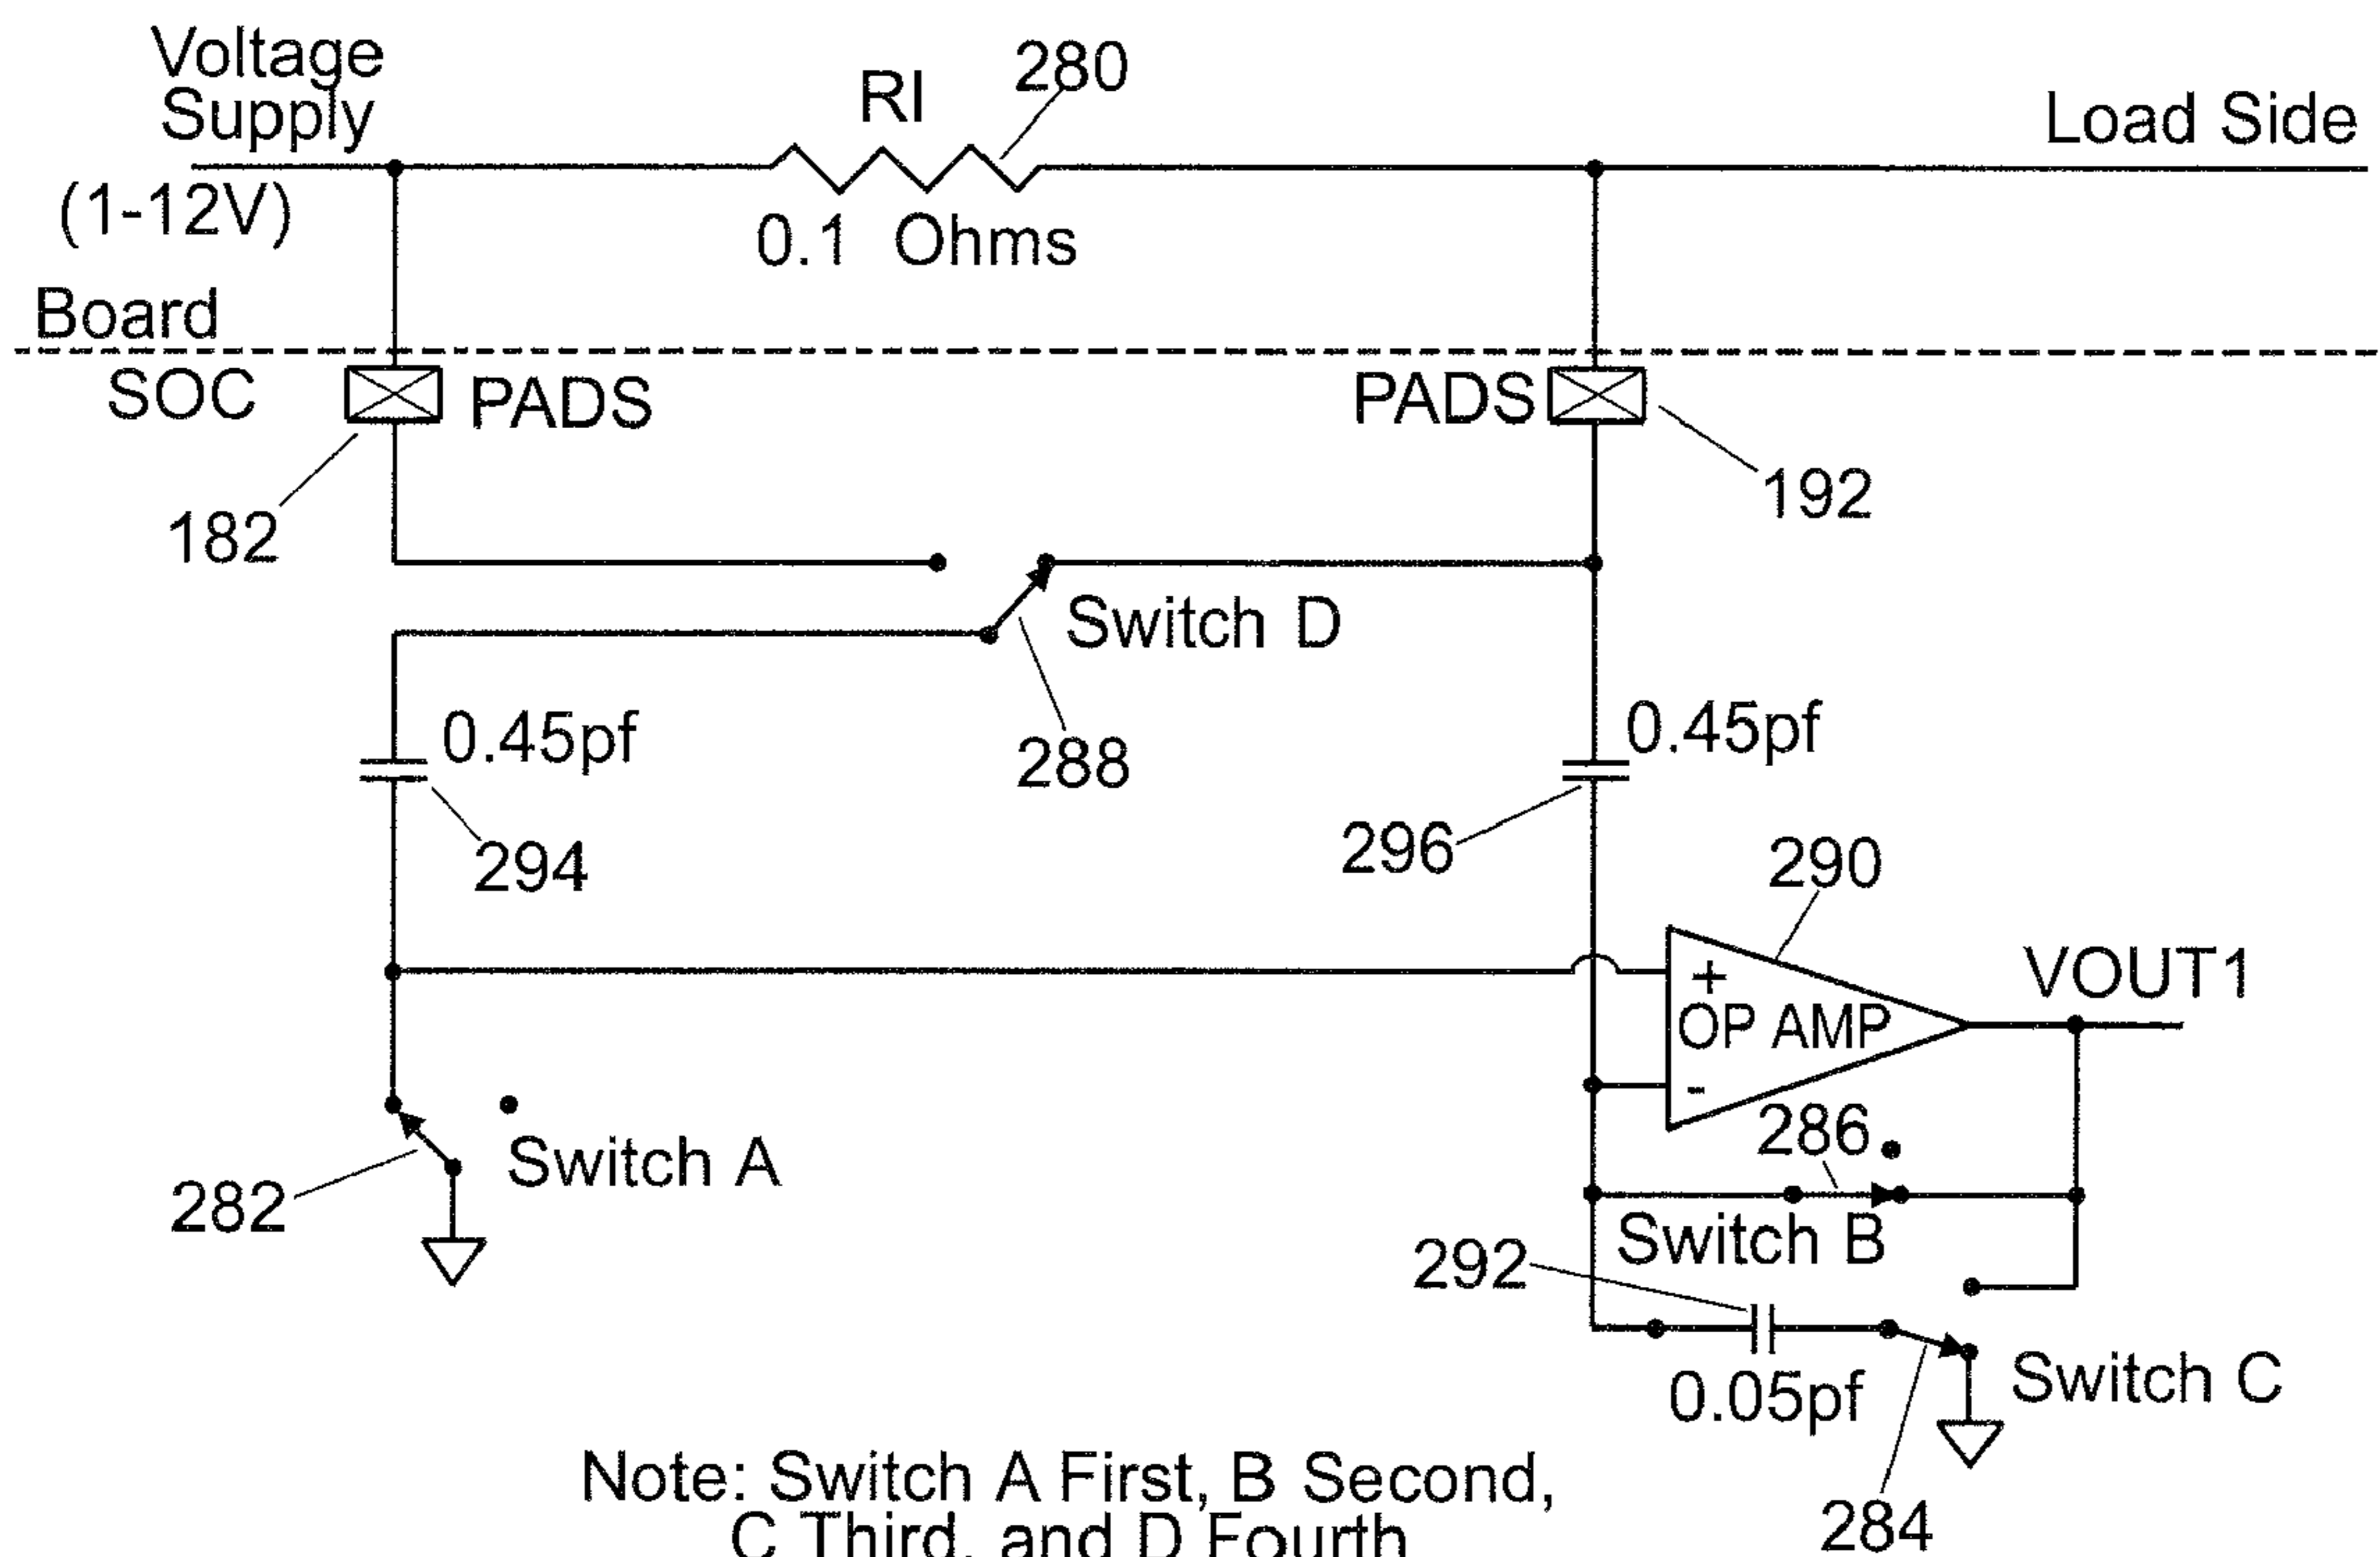 Voltage
Supply
(1-12V)
RI
280
0.1 Ohms
Load Side
Board
SOC
PADS
PADS
182
192
Switch D
288
0.45pf
294
0.45pf
296
290
+
OP AMP
-
VOUT1
282
Switch A
286
Switch B
292
0.05pf
Switch C
284
Note: Switch A First, B Second,
C Third, and D Fourth